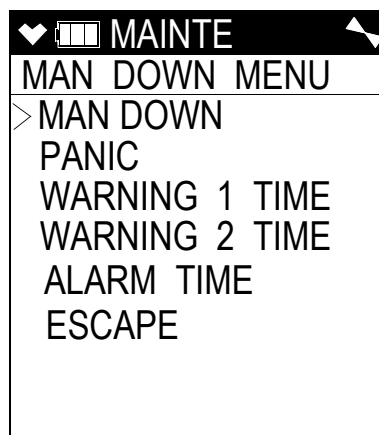 MAINTE
MAN DOWN MENU
>MAN DOWN
PANIC
WARNING 1 TIME
WARNING 2 TIME
ALARM TIME
ESCAPE